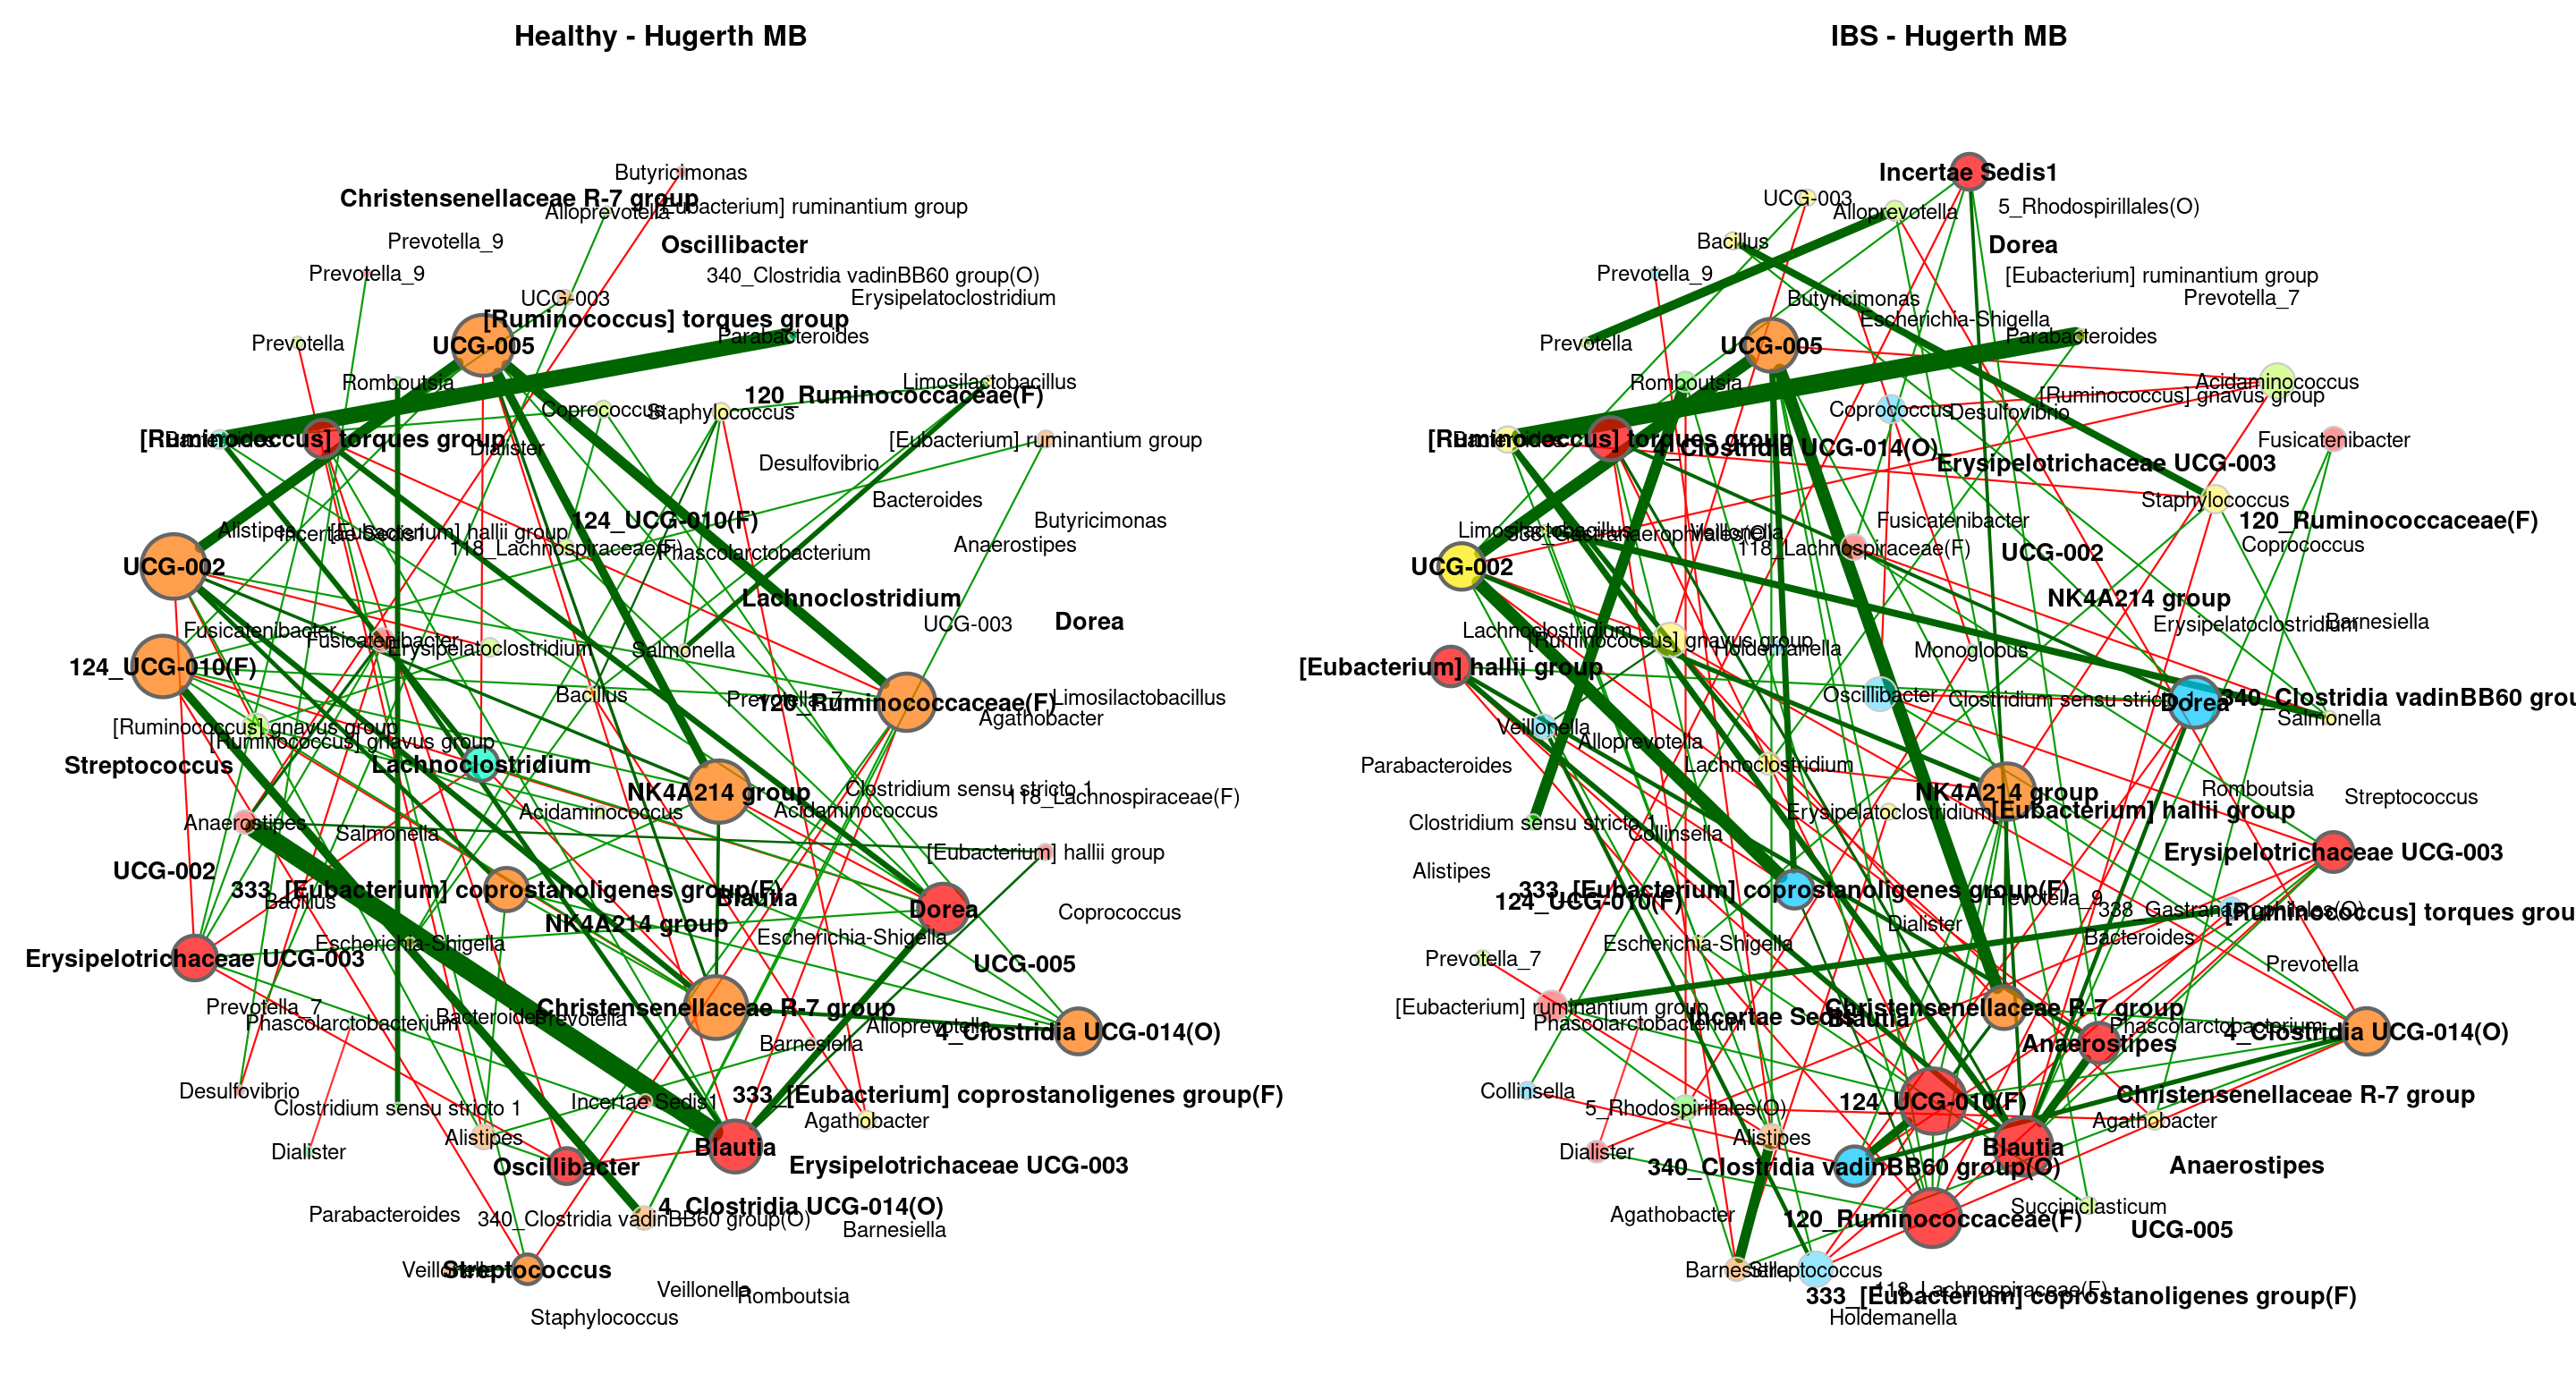 Healthy - Hugerth MB
Butyricimonas
Christensenellaceae R-7 group
Alloprevotella
[Eubacterium] ruminantium group
Prevotella_9
Oscillibacter
Prevotella_9
340_Clostridia vadinBB60 group(O)
UCG-003
Erysipelatoclostridium
[Ruminococcus] torques group
UCG-005
Parabacteroides
Prevotella
Romboutsia
Limosilactobacillus
120_Ruminococcaceae(F)
Coprococcus
Staphylococcus
Bacteroides
[Ruminococcus] torques group
[Eubacterium] ruminantium group
Dialister
Desulfovibrio
Bacteroides
124_UCG-010(F)
Butyricimonas
Alistipes
Incertae Sedis1
[Eubacterium] hallii group
118_Lachnospiraceae(F)
Phascolarctobacterium
Anaerostipes
UCG-002
Lachnoclostridium
UCG-003
Dorea
Fusicatenibacter
Fusicatenibacter
Erysipelatoclostridium
Salmonella
124_UCG-010(F)
Bacillus
Prevotella_7
120_Ruminococcaceae(F)
Limosilactobacillus
Agathobacter
[Ruminococcus] gnavus group
[Ruminococcus] gnavus group
Streptococcus
Lachnoclostridium
NK4A214 group
Clostridium sensu stricto 1
118_Lachnospiraceae(F)
Acidaminococcus
Acidaminococcus
Anaerostipes
Salmonella
[Eubacterium] hallii group
UCG-002
333_[Eubacterium] coprostanoligenes group(F)
Blautia
Bacillus
Dorea
Coprococcus
NK4A214 group
Escherichia-Shigella
Escherichia-Shigella
Erysipelotrichaceae UCG-003
UCG-005
Prevotella_7
Phascolarctobacterium
Bacteroides
Prevotella
Christensenellaceae R-7 group
Alloprevotella
4_Clostridia UCG-014(O)
Barnesiella
Desulfovibrio
Clostridium sensu stricto 1
Incertae Sedis1
333_[Eubacterium] coprostanoligenes group(F)
Agathobacter
Dialister
Alistipes
Blautia
Oscillibacter
Erysipelotrichaceae UCG-003
Parabacteroides
340_Clostridia vadinBB60 group(O)
4_Clostridia UCG-014(O)
Barnesiella
Veillonella
Streptococcus
Veillonella
Romboutsia
Staphylococcus
IBS - Hugerth MB
Incertae Sedis1
UCG-003
Alloprevotella
5_Rhodospirillales(O)
Bacillus
Dorea
Prevotella_9
[Eubacterium] ruminantium group
Butyricimonas
Prevotella_7
Escherichia-Shigella
UCG-005
Parabacteroides
Prevotella
Romboutsia
Acidaminococcus
[Ruminococcus] gnavus group
Coprococcus
Desulfovibrio
Bacteroides
[Ruminococcus] torques group
4_Clostridia UCG-014(O)
Fusicatenibacter
Erysipelotrichaceae UCG-003
Staphylococcus
Limosilactobacillus
338_Gastranaerophilales(O)
Veillonella
118_Lachnospiraceae(F)
Fusicatenibacter
120_Ruminococcaceae(F)
Coprococcus
UCG-002
UCG-002
NK4A214 group
Lachnoclostridium
[Ruminococcus] gnavus group
Holdemanella
Monoglobus
Erysipelatoclostridium
Barnesiella
[Eubacterium] hallii group
Oscillibacter
Clostridium sensu stricto 1
Dorea
340_Clostridia vadinBB60 grou
Salmonella
Veillonella
Alloprevotella
Parabacteroides
Lachnoclostridium
NK4A214 group
Romboutsia
Streptococcus
Erysipelatoclostridium
[Eubacterium] hallii group
Clostridium sensu stricto 1
Collinsella
Erysipelotrichaceae UCG-003
Alistipes
333_[Eubacterium] coprostanoligenes group(F)
124_UCG-010(F)
Prevotella_9
338_Gastranaerophilales(O)
[Ruminococcus] torques grou
Dialister
Escherichia-Shigella
Bacteroides
Prevotella_7
Prevotella
[Eubacterium] ruminantium group
Phascolarctobacterium
Incertae Sedis1
Blautia
Christensenellaceae R-7 group
Phascolarctobacterium
4_Clostridia UCG-014(O)
Anaerostipes
Collinsella
5_Rhodospirillales(O)
124_UCG-010(F)
Christensenellaceae R-7 group
Agathobacter
Dialister
Alistipes
Blautia
340_Clostridia vadinBB60 group(O)
Anaerostipes
Agathobacter
120_Ruminococcaceae(F)
Succiniclasticum
UCG-005
Barnesiella
Streptococcus
118_Lachnospiraceae(F)
333_[Eubacterium] coprostanoligenes group(F)
Holdemanella